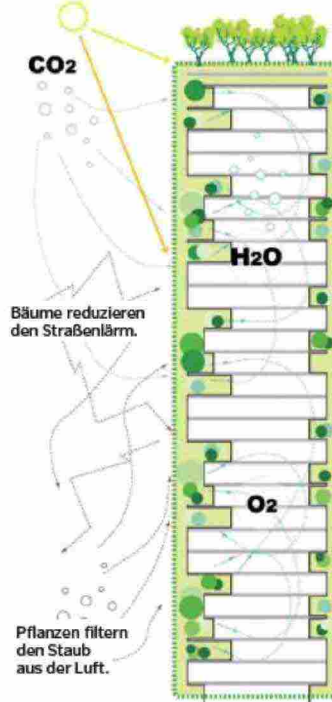 CO2
H2O
Bäume reduzieren
den Straßenlärm.
O2
Pflanzen filtern
den Staub
aus der Luft.